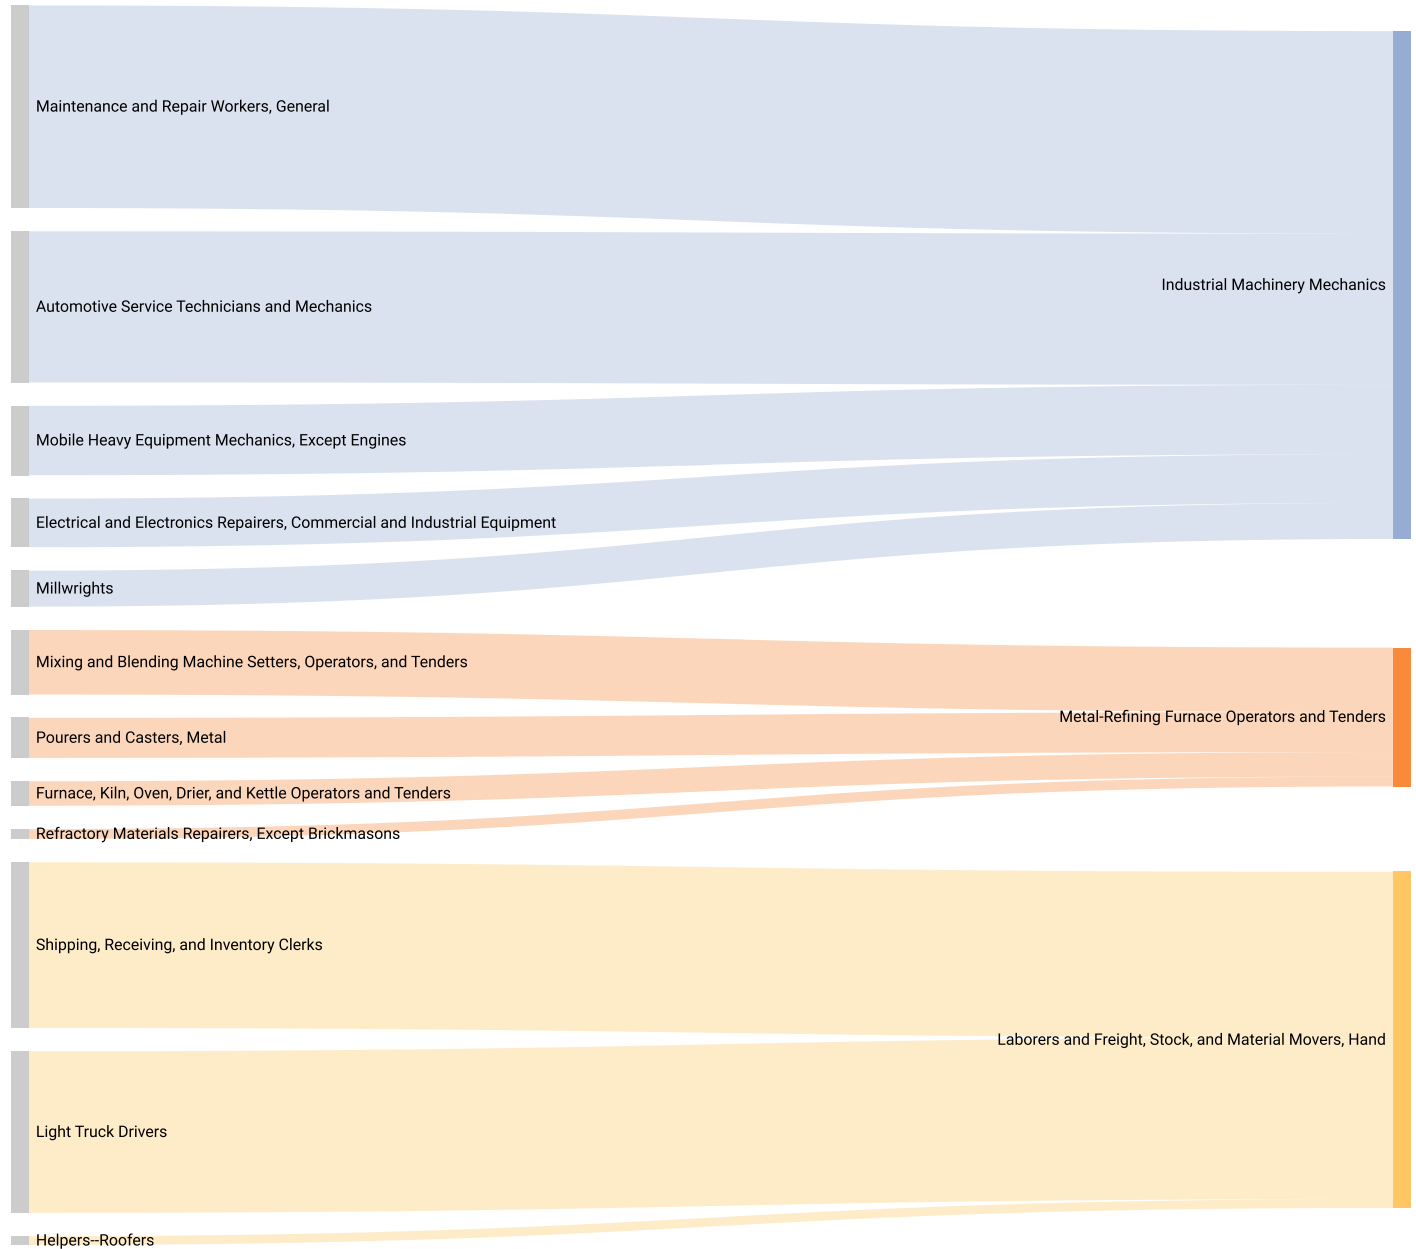 Maintenance and Repair Workers, General
Automotive Service Technicians and Mechanics
Industrial Machinery Mechanics
Mobile Heavy Equipment Mechanics, Except Engines
Electrical and Electronics Repairers, Commercial and Industrial Equipment
Millwrights
Mixing and Blending Machine Setters, Operators, and Tenders
Pourers and Casters, Metal
Metal-Refining Furnace Operators and Tenders
Furnace, Kiln, Oven, Drier, and Kettle Operators and Tenders
Refractory Materials Repairers, Except Brickmasons
Shipping, Receiving, and Inventory Clerks
Laborers and Freight, Stock, and Material Movers, Hand
Light Truck Drivers
Helpers--Roofers